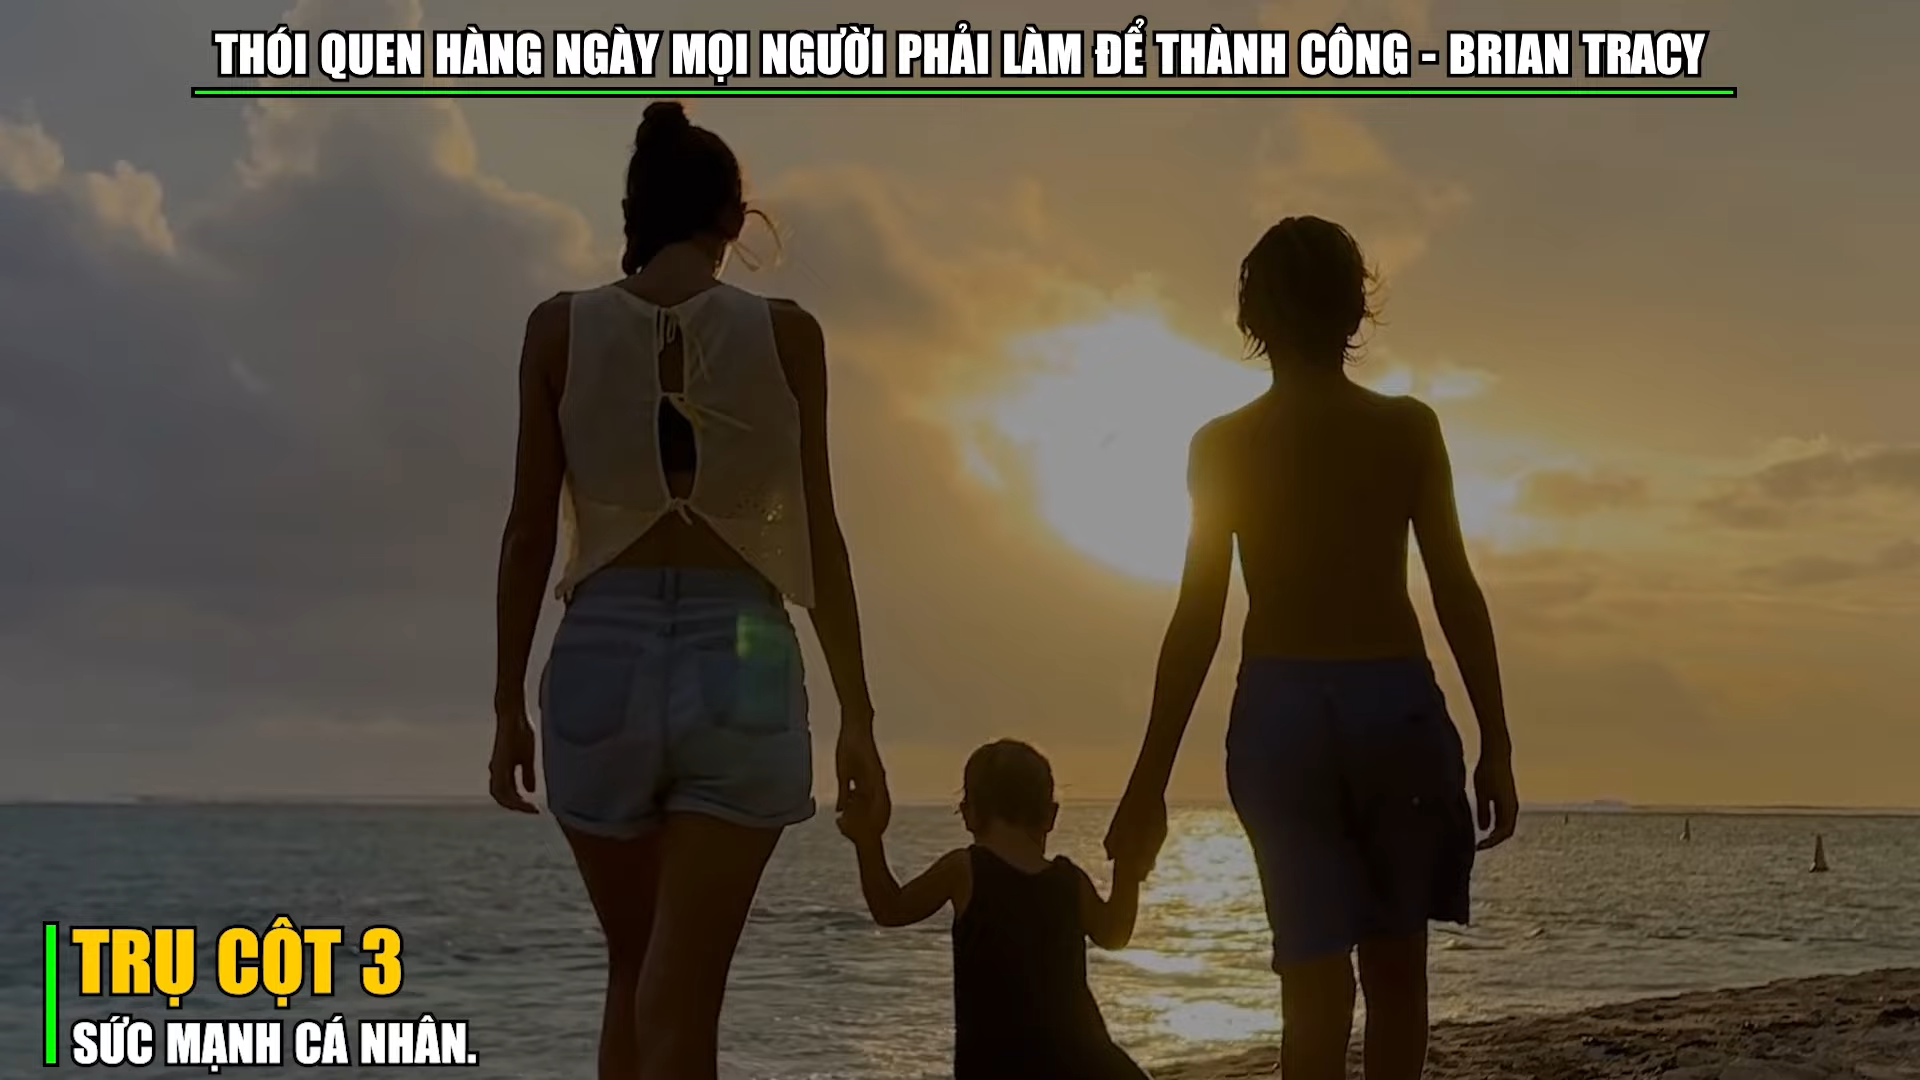 THÓI QUEN HÀNG NGÀY MỌI NGƯỜI PHẢI LÀM ĐỂ THÀNH CÔNG - BRIAN TRACY
TRỤ CỘT 3
SỨC MẠNH CÁ NHÂN.